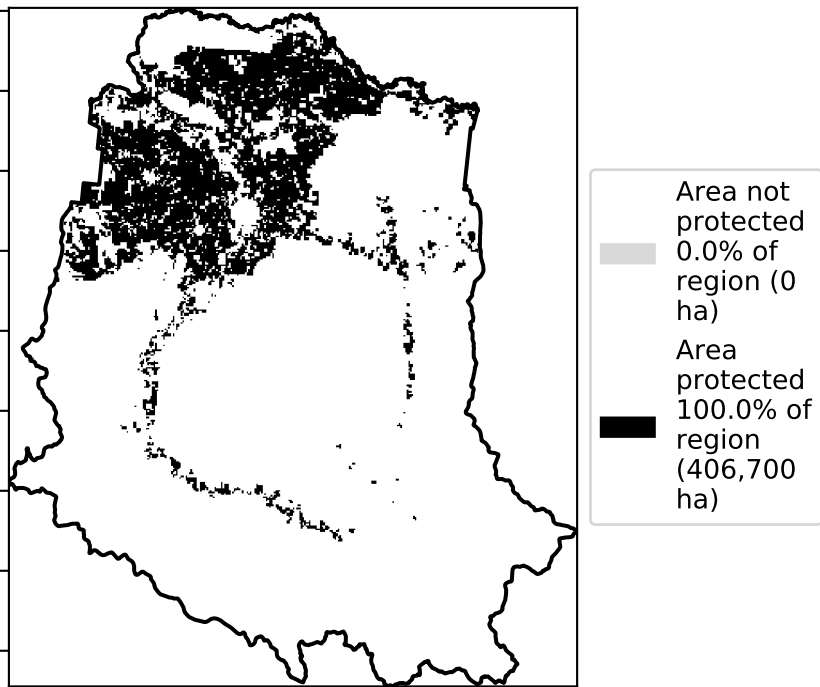 Area not
protected
0.0% of
region (0
ha)
Area
protected
100.0% of
region
(406,700
ha)